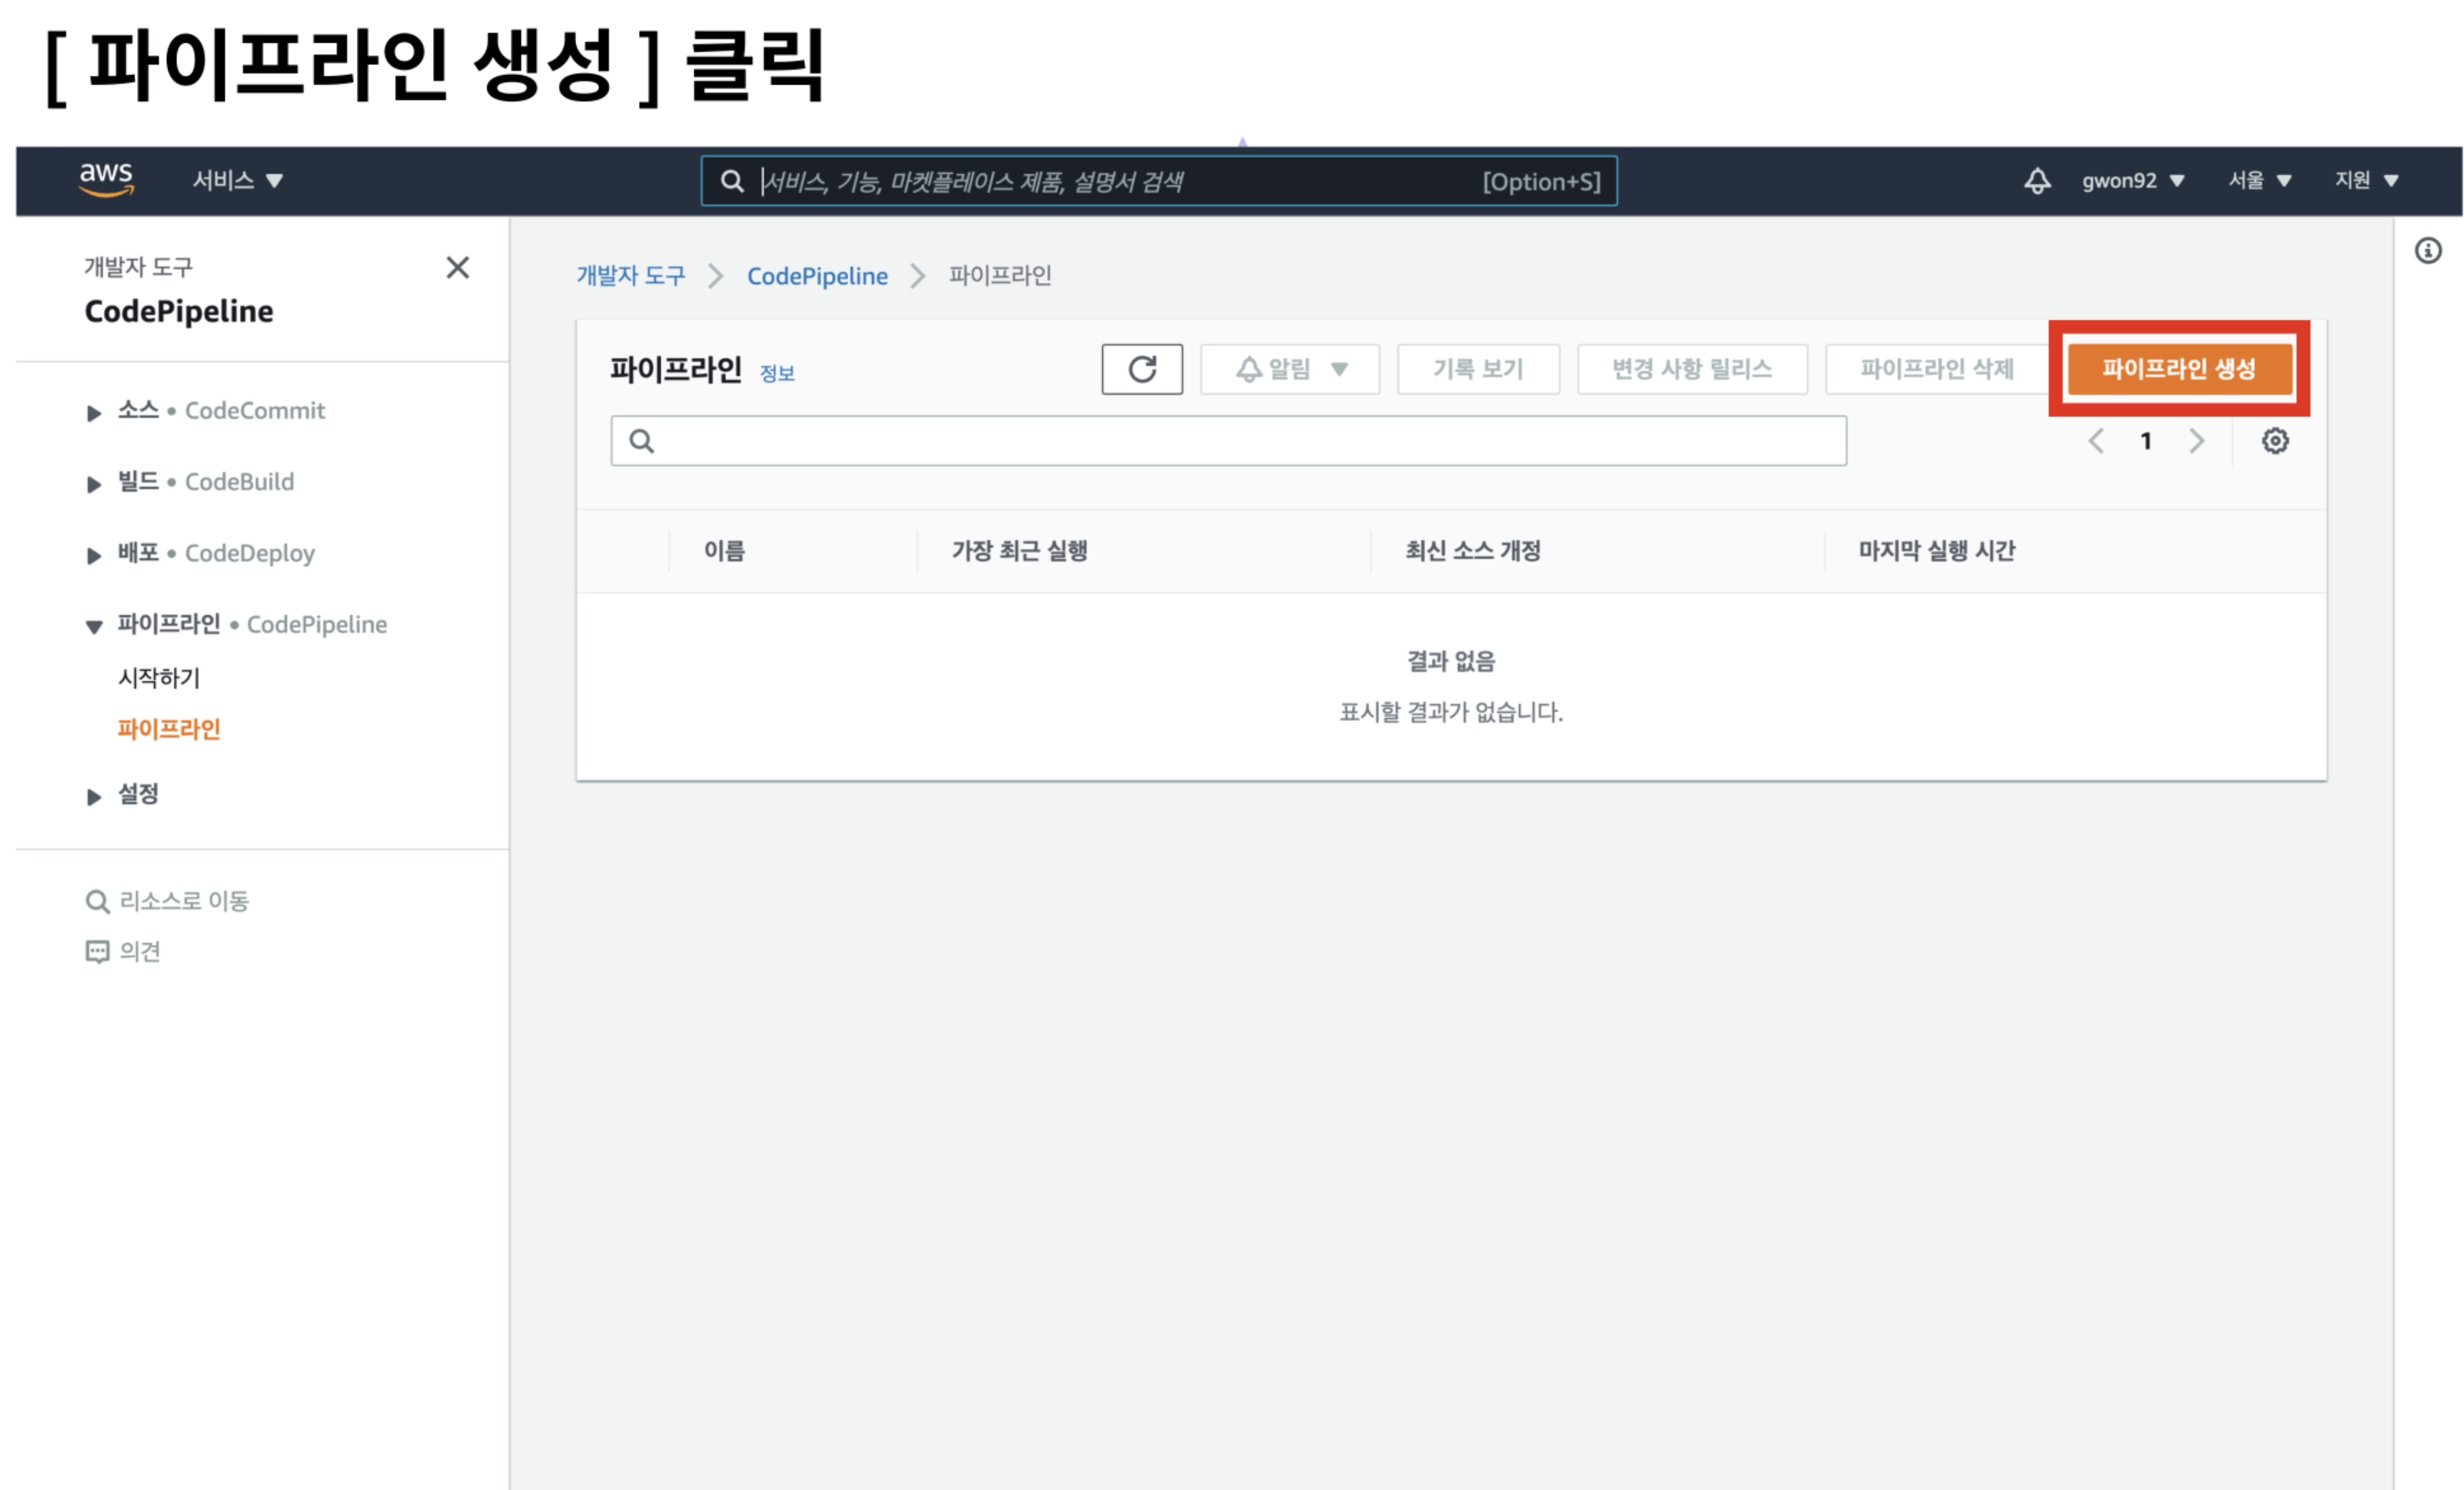 [ 파이프라인 생성 ] 클릭
aws 서비스 ▼ 서비스, 기능, 마켓플레이스 제품, 설명서 검색 [Option+S] gwon92 ▼ 서울 ▼ 지원 ▼
개발자 도구
CodePipeline
소스 • CodeCommit
빌드 • CodeBuild
배포 • CodeDeploy
파이프라인 • CodePipeline
시작하기
파이프라인
설정
리소스로 이동
의견
개발자 도구 > CodePipeline > 파이프라인
파이프라인 정보 알림 ▼ 기록 보기 변경 사항 릴리스 파이프라인 삭제 파이프라인 생성
< 1 >
이름 가장 최근 실행 최신 소스 개정 마지막 실행 시간
결과 없음
표시할 결과가 없습니다.